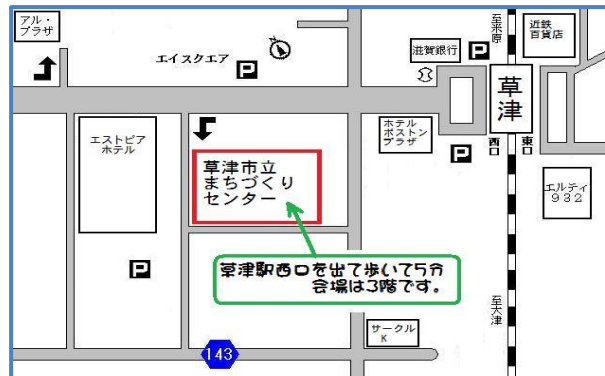 アル・
プラザ
エイスクエア
P
滋賀銀行
P
至米原
近鉄
百貨店
草津
西口
東口
ホテル
ボストン
プラザ
P
エストピア
ホテル
草津市立
まちづくり
センター
エルティ
932
P
草津駅西口を出て歩いて5分
会場は3階です。
至大津
サークル
K
143